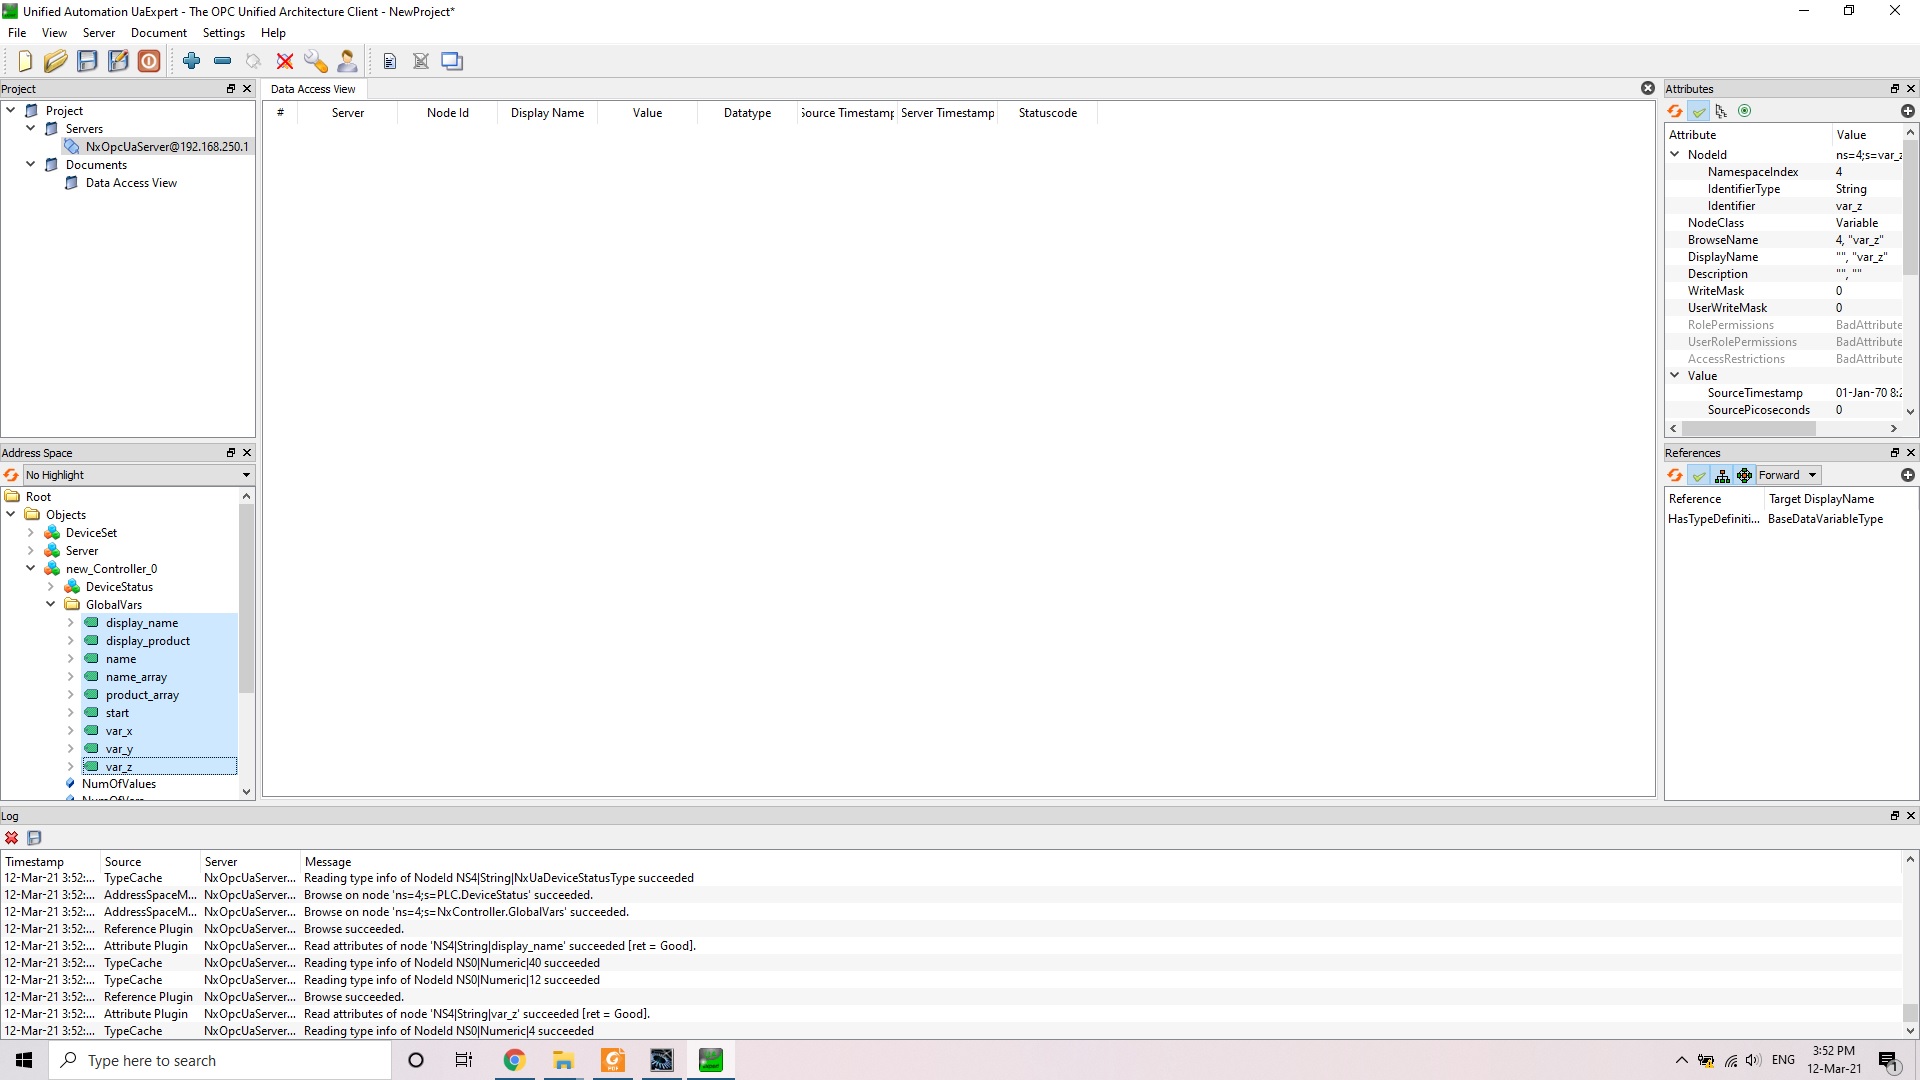 Unified Automation UaExpert - The OPC Unified Architecture Client - NewProject*
File View Server Document Settings Help
Project
Project
Servers
NxOpcUaServer@192.168.250.1
Documents
Data Access View
Data Access View
# Server Node Id Display Name Value Datatype Source Timestamp Server Timestamp Statuscode
Attributes
Attribute Value
NodeId ns=4;s=var_z
NamespaceIndex 4
IdentifierType String
Identifier var_z
NodeClass Variable
BrowseName 4, "var_z"
DisplayName "", "var_z"
Description "", ""
WriteMask 0
UserWriteMask 0
RolePermissions BadAttribute
UserRolePermissions BadAttribute
AccessRestrictions BadAttribute
Value
SourceTimestamp 01-Jan-70 8:2
SourcePicoseconds 0
Address Space
No Highlight
Root
Objects
DeviceSet
Server
new_Controller_0
DeviceStatus
GlobalVars
display_name
display_product
name
name_array
product_array
start
var_x
var_y
var_z
NumOfValues
References
Forward
Reference Target DisplayName
HasTypeDefiniti... BaseDataVariableType
Log
Timestamp Source Server Message
12-Mar-21 3:52:... TypeCache NxOpcUaServer... Reading type info of NodeId NS4|String|NxUaDeviceStatusType succeeded
12-Mar-21 3:52:... AddressSpaceM... NxOpcUaServer... Browse on node 'ns=4;s=PLC.DeviceStatus' succeeded.
12-Mar-21 3:52:... AddressSpaceM... NxOpcUaServer... Browse on node 'ns=4;s=NxController.GlobalVars' succeeded.
12-Mar-21 3:52:... Reference Plugin NxOpcUaServer... Browse succeeded.
12-Mar-21 3:52:... Attribute Plugin NxOpcUaServer... Read attributes of node 'NS4|String|display_name' succeeded [ret = Good].
12-Mar-21 3:52:... TypeCache NxOpcUaServer... Reading type info of NodeId NS0|Numeric|40 succeeded
12-Mar-21 3:52:... TypeCache NxOpcUaServer... Reading type info of NodeId NS0|Numeric|12 succeeded
12-Mar-21 3:52:... Reference Plugin NxOpcUaServer... Browse succeeded.
12-Mar-21 3:52:... Attribute Plugin NxOpcUaServer... Read attributes of node 'NS4|String|var_z' succeeded [ret = Good].
12-Mar-21 3:52:... TypeCache NxOpcUaServer... Reading type info of NodeId NS0|Numeric|4 succeeded
Type here to search
ENG
3:52 PM
12-Mar-21
1